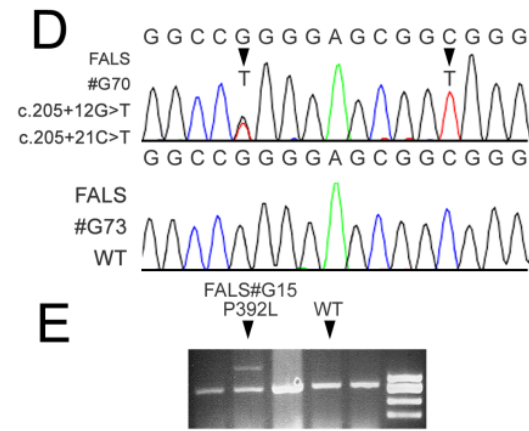 D
G G C C G G G G A G C G G C G G G
FALS
T T
#G70
c.205+12G>T
c.205+21C>T
G G C C G G G G A G C G G C G G G
FALS
#G73
WT
FALS#G15 WT
P392L
E